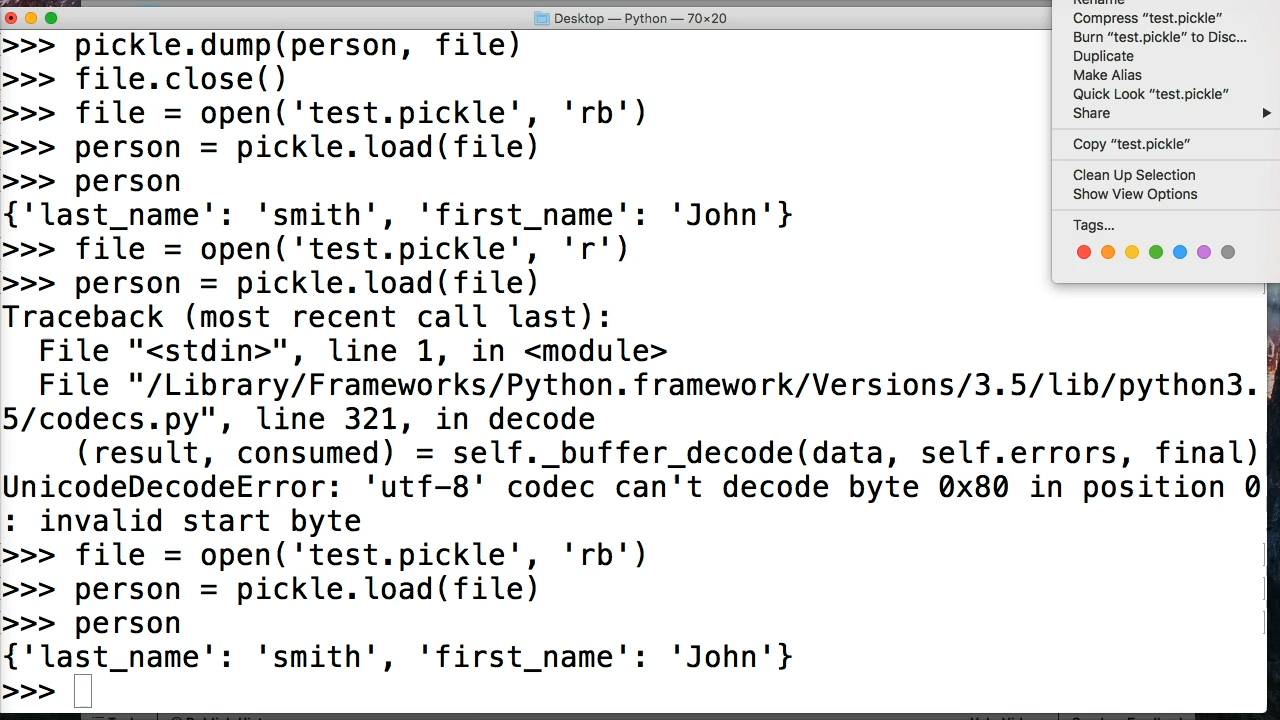 Desktop — Python — 70×20
>>> pickle.dump(person, file)
>>> file.close()
>>> file = open('test.pickle', 'rb')
>>> person = pickle.load(file)
>>> person
{'last_name': 'smith', 'first_name': 'John'}
>>> file = open('test.pickle', 'r')
>>> person = pickle.load(file)
Traceback (most recent call last):
  File "<stdin>", line 1, in <module>
  File "/Library/Frameworks/Python.framework/Versions/3.5/lib/python3.
5/codecs.py", line 321, in decode
    (result, consumed) = self._buffer_decode(data, self.errors, final)
UnicodeDecodeError: 'utf-8' codec can't decode byte 0x80 in position 0
: invalid start byte
>>> file = open('test.pickle', 'rb')
>>> person = pickle.load(file)
>>> person
{'last_name': 'smith', 'first_name': 'John'}
>>>
Rename
Compress “test.pickle”
Burn “test.pickle” to Disc...
Duplicate
Make Alias
Quick Look “test.pickle”
Share
Copy “test.pickle”
Clean Up Selection
Show View Options
Tags...